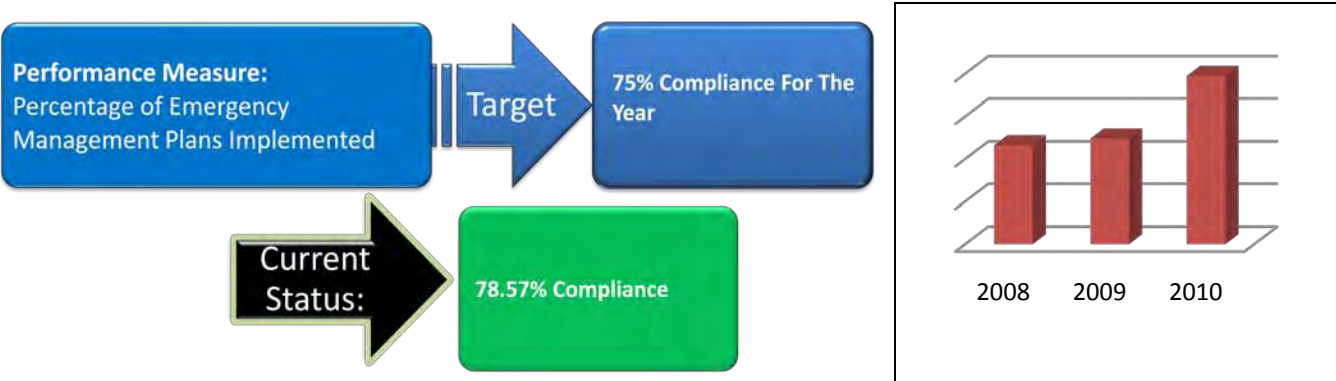 Performance Measure:
Percentage of Emergency
Management Plans Implemented
Target
75% Compliance For The
Year
Current
Status:
78.57% Compliance
2008 2009 2010